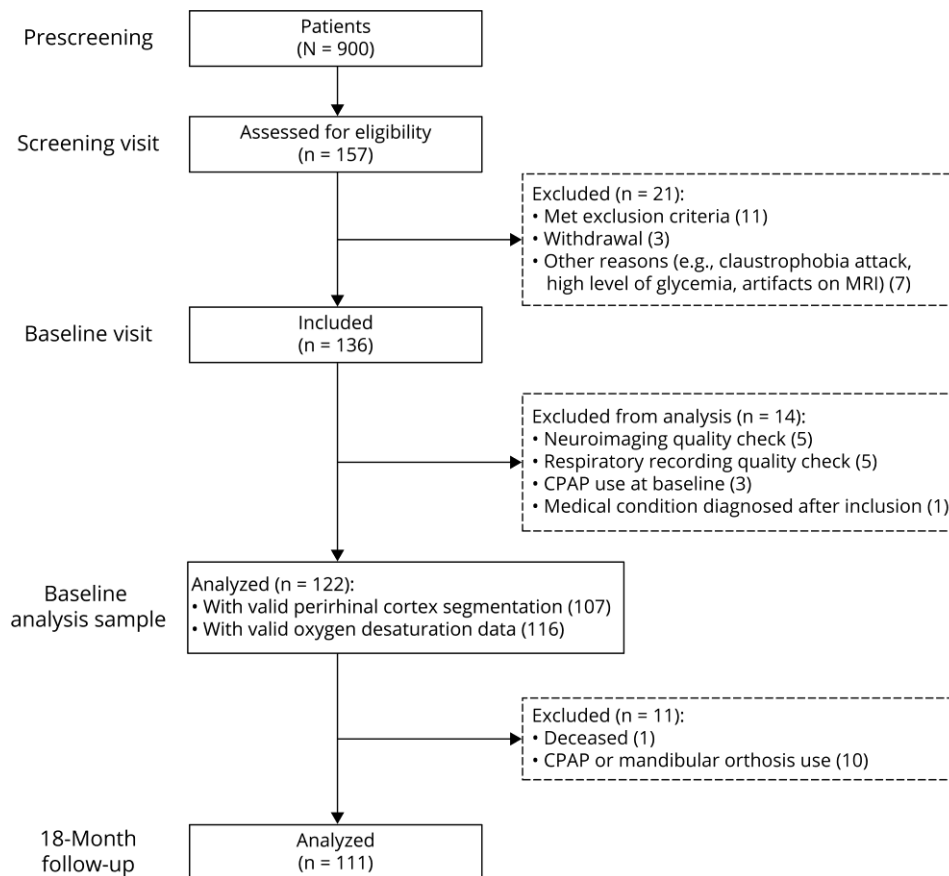 Prescreening
Patients
(N = 900)
Screening visit
Assessed for eligibility
(n = 157)
Excluded (n = 21):
• Met exclusion criteria (11)
• Withdrawal (3)
• Other reasons (e.g., claustrophobia attack,
high level of glycemia, artifacts on MRI) (7)
Baseline visit
Included
(n = 136)
Excluded from analysis (n = 14):
• Neuroimaging quality check (5)
• Respiratory recording quality check (5)
• CPAP use at baseline (3)
• Medical condition diagnosed after inclusion (1)
Baseline
analysis sample
Analyzed (n = 122):
• With valid perirhinal cortex segmentation (107)
• With valid oxygen desaturation data (116)
Excluded (n = 11):
• Deceased (1)
• CPAP or mandibular orthosis use (10)
18-Month
follow-up
Analyzed
(n = 111)